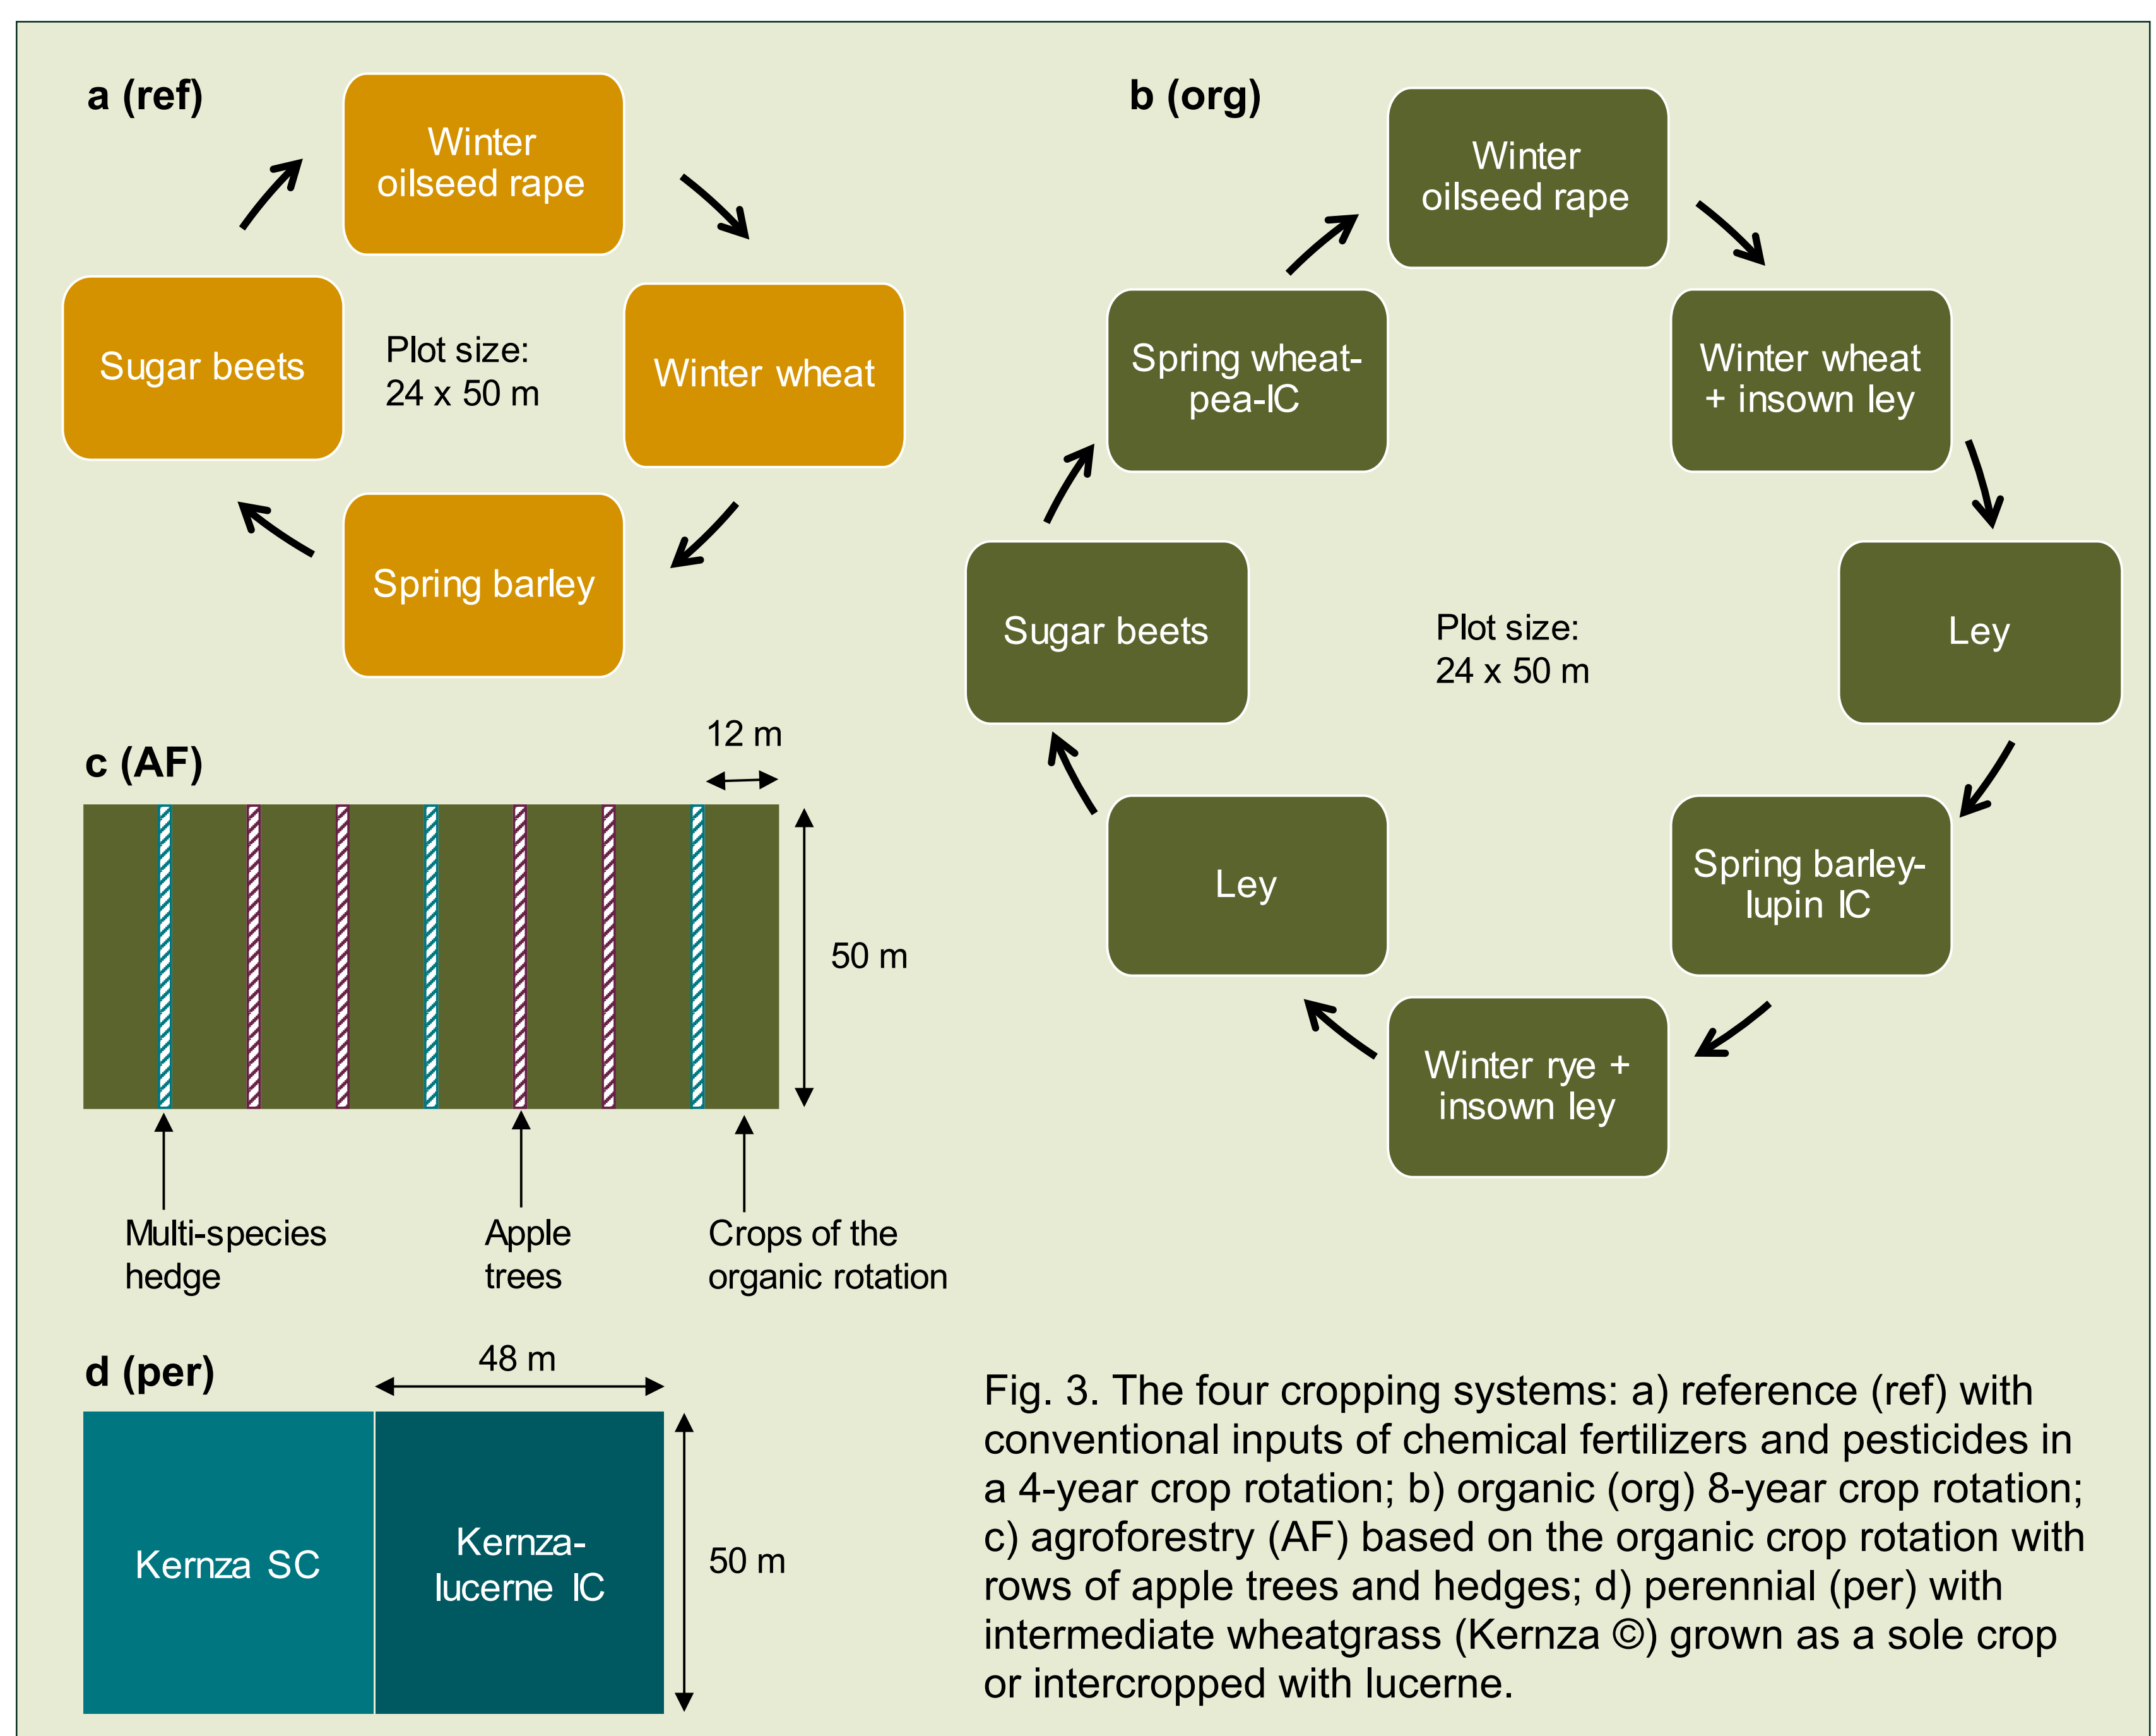 a (ref)
Winter
oilseed rape
Winter wheat
Spring barley
Sugar beets
Plot size:
24 x 50 m
b (org)
Winter
oilseed rape
Winter wheat
+ insown ley
Ley
Spring barley-
lupin IC
Winter rye +
insown ley
Ley
Sugar beets
Spring wheat-
pea-IC
Plot size:
24 x 50 m
c (AF)
12 m
50 m
Multi-species
hedge
Apple
trees
Crops of the
organic rotation
d (per)
48 m
Kernza SC
Kernza-
lucerne IC
50 m
Fig. 3. The four cropping systems: a) reference (ref) with
conventional inputs of chemical fertilizers and pesticides in
a 4-year crop rotation; b) organic (org) 8-year crop rotation;
c) agroforestry (AF) based on the organic crop rotation with
rows of apple trees and hedges; d) perennial (per) with
intermediate wheatgrass (Kernza ©) grown as a sole crop
or intercropped with lucerne.